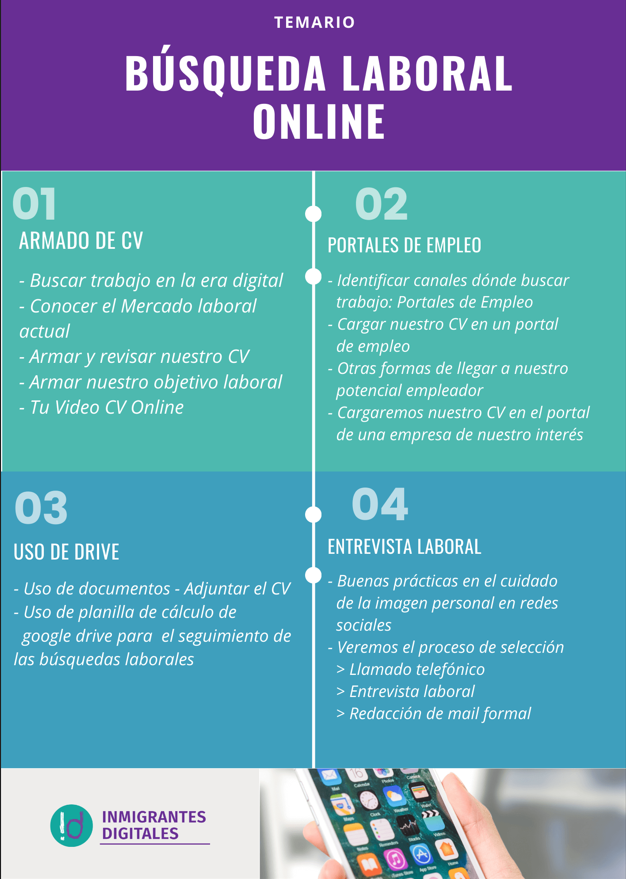 TEMARIO
BÚSQUEDA LABORAL
ONLINE
01
ARMADO DE CV
- Buscar trabajo en la era digital
- Conocer el Mercado laboral
actual
- Armar y revisar nuestro CV
- Armar nuestro objetivo laboral
- Tu Video CV Online
02
PORTALES DE EMPLEO
- Identificar canales dónde buscar
trabajo: Portales de Empleo
- Cargar nuestro CV en un portal
de empleo
- Otras formas de llegar a nuestro
potencial empleador
- Cargaremos nuestro CV en el portal
de una empresa de nuestro interés
03
USO DE DRIVE
- Uso de documentos - Adjuntar el CV
- Uso de planilla de cálculo de
google drive para  el seguimiento de
las búsquedas laborales
04
ENTREVISTA LABORAL
- Buenas prácticas en el cuidado
de la imagen personal en redes
sociales
- Veremos el proceso de selección
> Llamado telefónico
> Entrevista laboral
> Redacción de mail formal
id
INMIGRANTES
DIGITALES